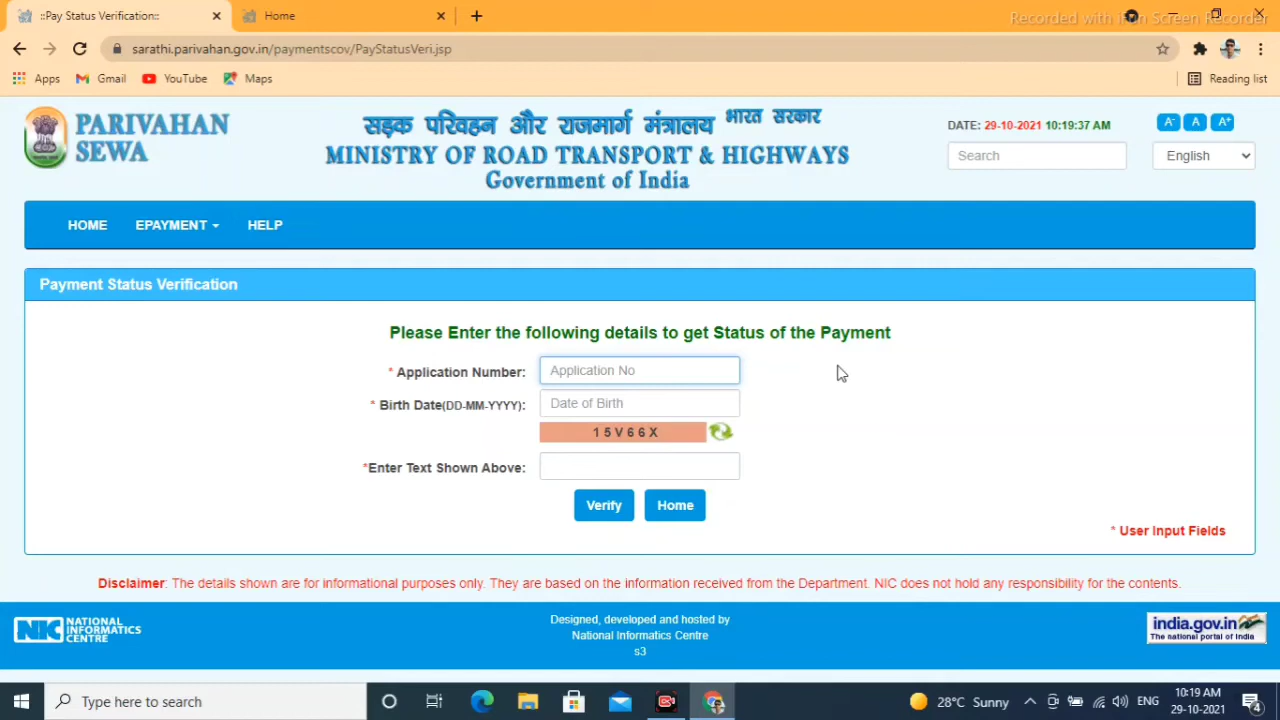 ::Pay Status Verification::
Home
Recorded with iTop Screen Recorder
sarathi.parivahan.gov.in/paymentscov/PayStatusVeri.jsp
Apps
Gmail
YouTube
Maps
Reading list
PARIVAHAN
SEWA
सड़क परिवहन और राजमार्ग मंत्रालय भारत सरकार
MINISTRY OF ROAD TRANSPORT & HIGHWAYS
Government of India
DATE: 29-10-2021 10:19:37 AM
A- A A+
Search
English
HOME
EPAYMENT
HELP
Payment Status Verification
Please Enter the following details to get Status of the Payment
* Application Number:
Application No
* Birth Date(DD-MM-YYYY):
Date of Birth
1 5 V 6 6 X
*Enter Text Shown Above:
Verify
Home
* User Input Fields
Disclaimer: The details shown are for informational purposes only. They are based on the information received from the Department. NIC does not hold any responsibility for the contents.
NIC NATIONAL
INFORMATICS
CENTRE
Designed, developed and hosted by
National Informatics Centre
s3
india.gov.in
The national portal of India
Type here to search
28°C Sunny
ENG
10:19 AM
29-10-2021
4